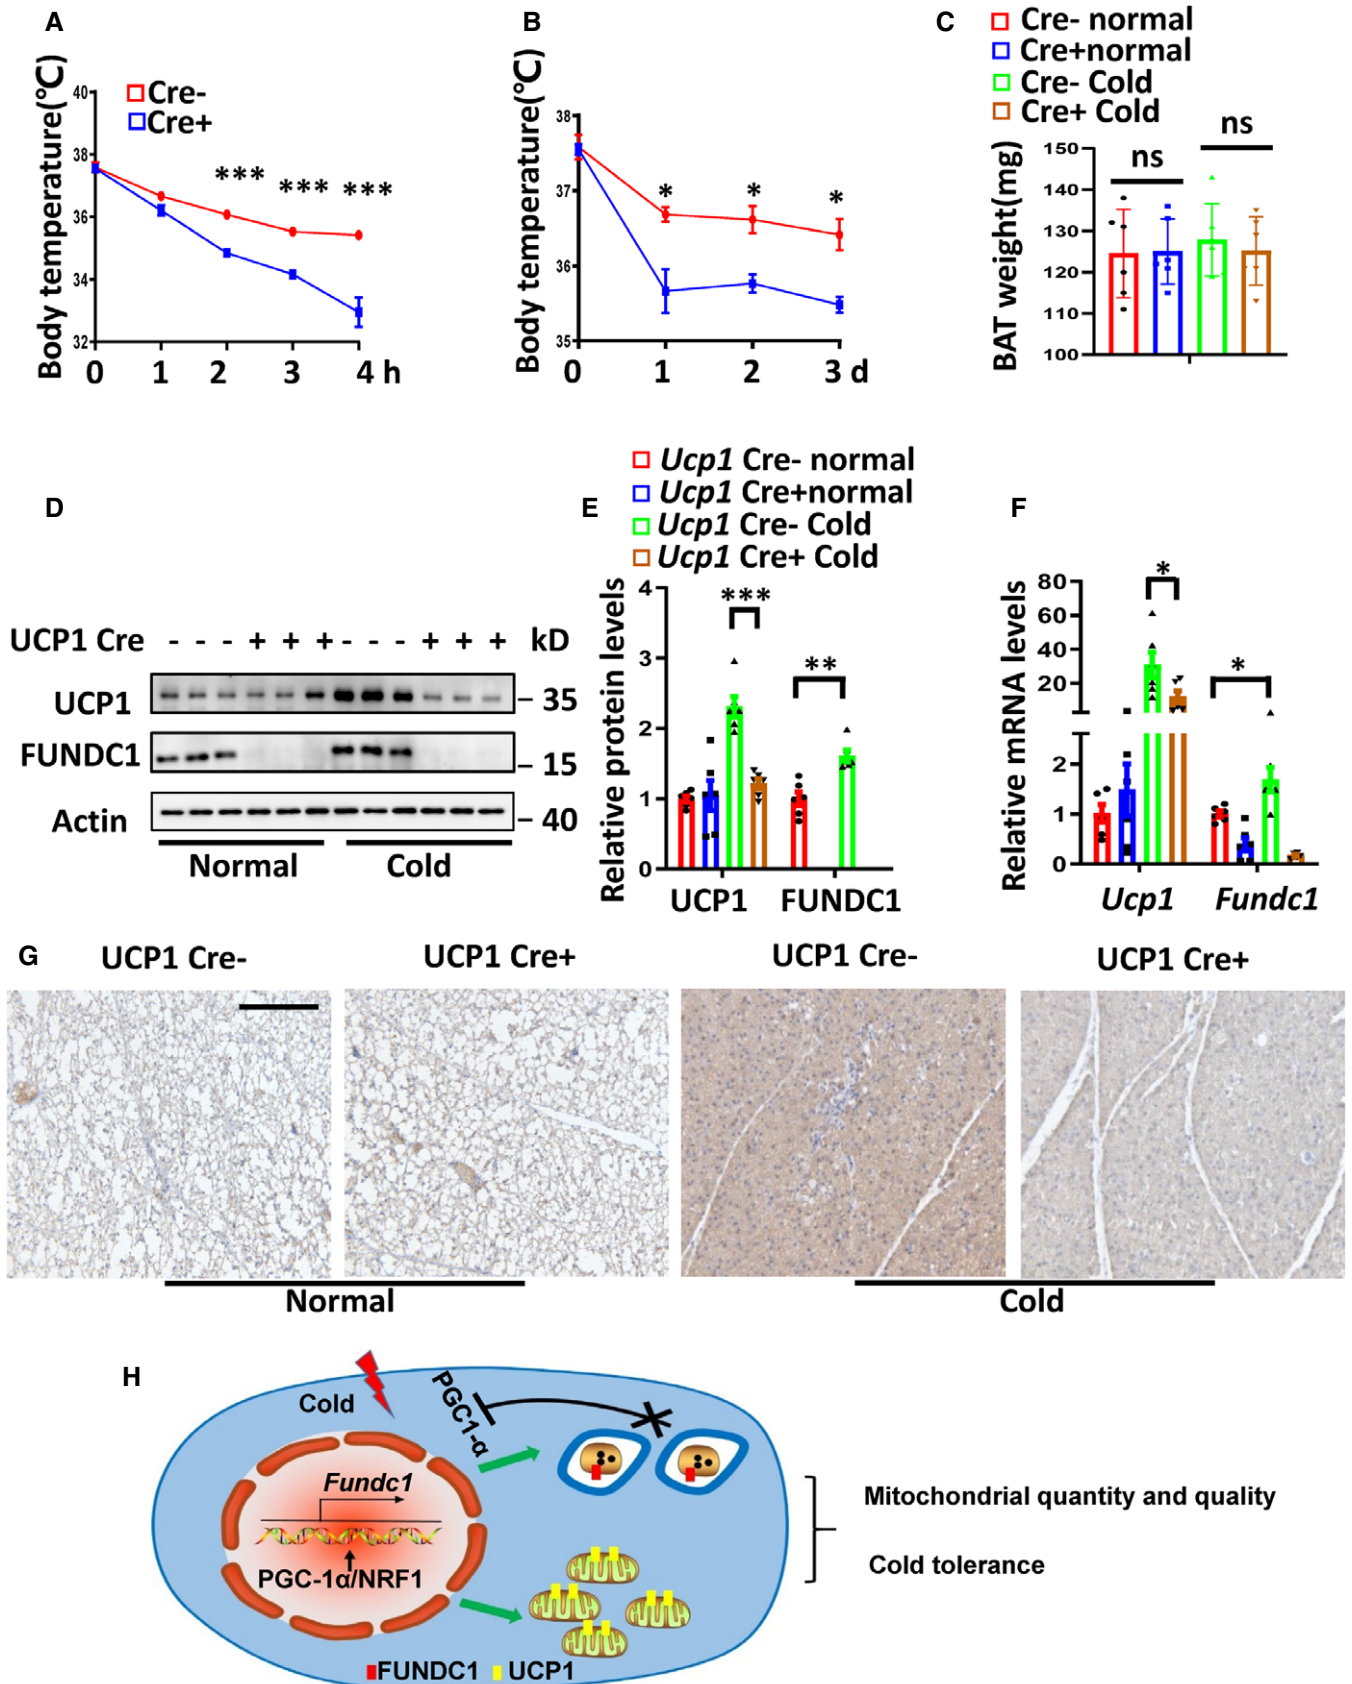 A
Body temperature(℃)
40
38
36
34
32
Cre-
Cre+
***
***
***
0 1 2 3 4 h
B
Body temperature(℃)
38
37
36
35
*
*
*
0 1 2 3 d
C
Cre- normal
Cre+normal
Cre- Cold
Cre+ Cold
BAT weight(mg)
150
140
130
120
110
100
ns
ns
D
UCP1 Cre - - - + + + - - - + + + kD
UCP1
35
FUNDC1
15
Actin
40
Normal
Cold
E
Ucp1 Cre- normal
Ucp1 Cre+normal
Ucp1 Cre- Cold
Ucp1 Cre+ Cold
Relative protein levels
4
3
2
1
0
***
**
UCP1
FUNDC1
F
Relative mRNA levels
80
60
40
20
2
1
0
*
*
Ucp1
Fundc1
G
UCP1 Cre-
UCP1 Cre+
UCP1 Cre-
UCP1 Cre+
Normal
Cold
H
Cold
PGC1-α
Fundc1
PGC-1α/NRF1
FUNDC1
UCP1
Mitochondrial quantity and quality
Cold tolerance